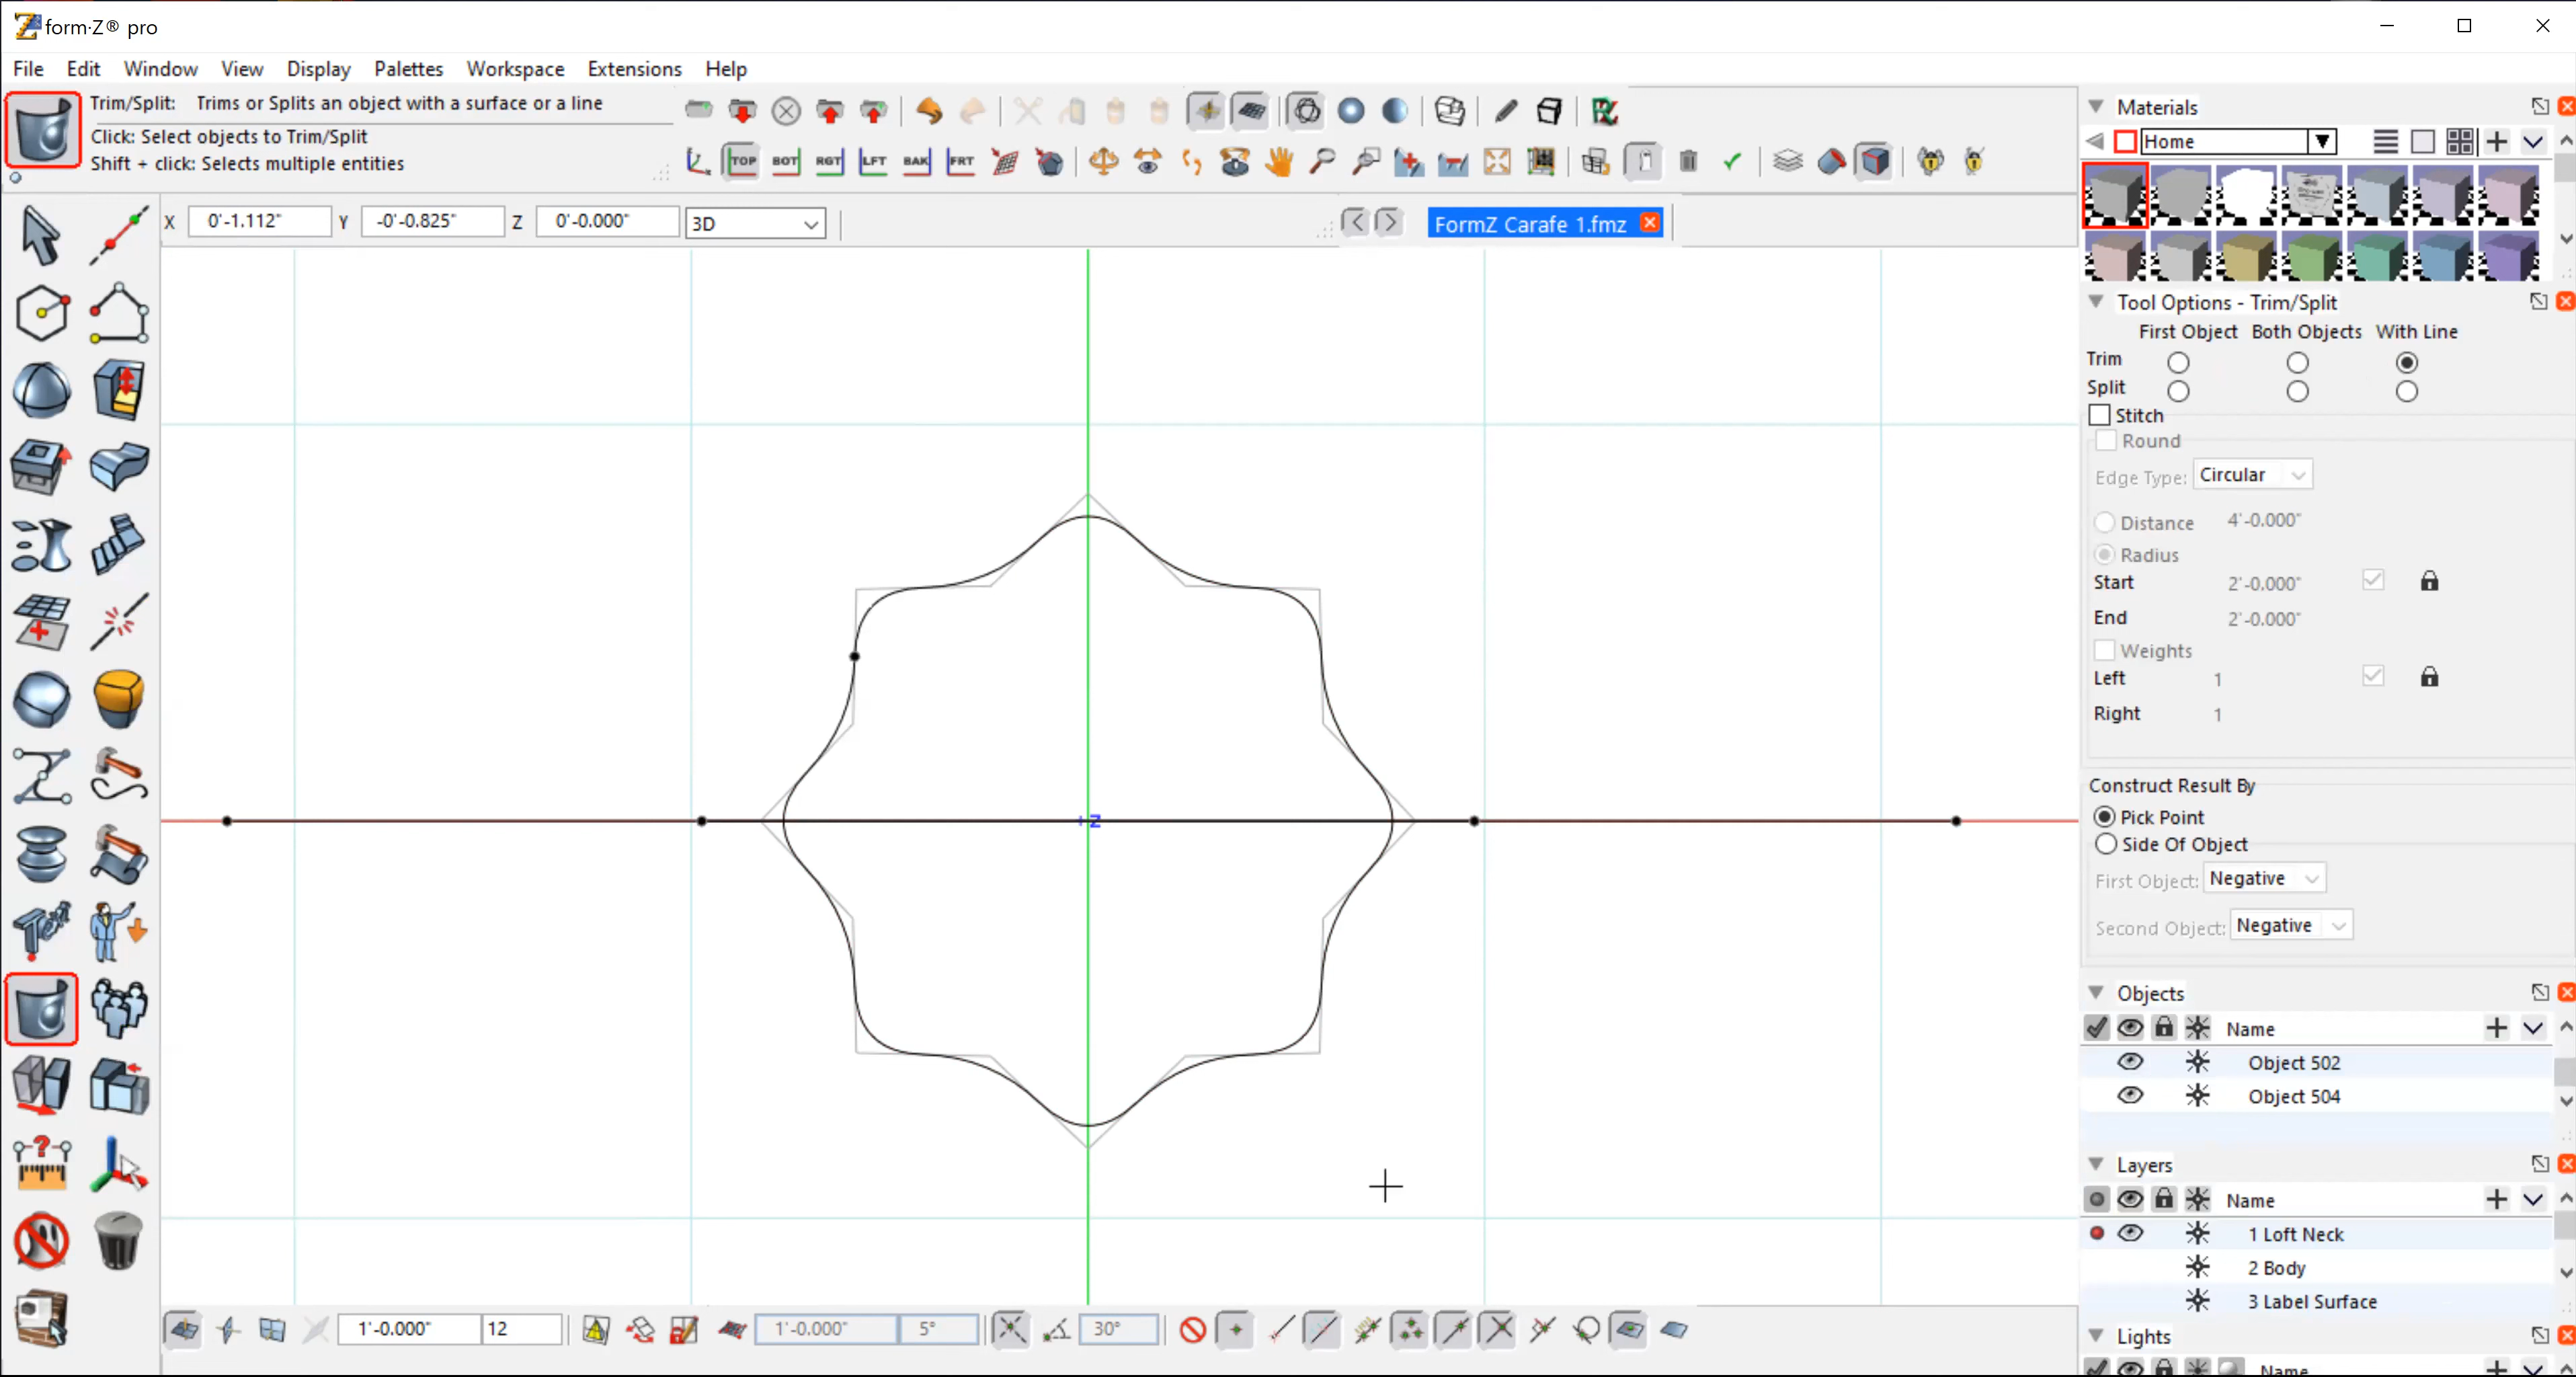 form·Z® pro
File Edit Window View Display Palettes Workspace Extensions Help
Trim/Split: Trims or Splits an object with a surface or a line
Click: Select objects to Trim/Split
Shift + click: Selects multiple entities
TOP BOT RGT LFT BAK FRT
X 0'-1.112" Y -0'-0.825" Z 0'-0.000" 3D
FormZ Carafe 1.fmz
Z
1'-0.000" 12 1'-0.000" 5° 30°
Materials
Home
Tool Options - Trim/Split
First Object Both Objects With Line
Trim
Split
Stitch
Round
Edge Type: Circular
Distance 4'-0.000"
Radius
Start 2'-0.000"
End 2'-0.000"
Weights
Left 1
Right 1
Construct Result By
Pick Point
Side Of Object
First Object: Negative
Second Object: Negative
Objects
Name
Object 502
Object 504
Layers
Name
1 Loft Neck
2 Body
3 Label Surface
Lights
Name